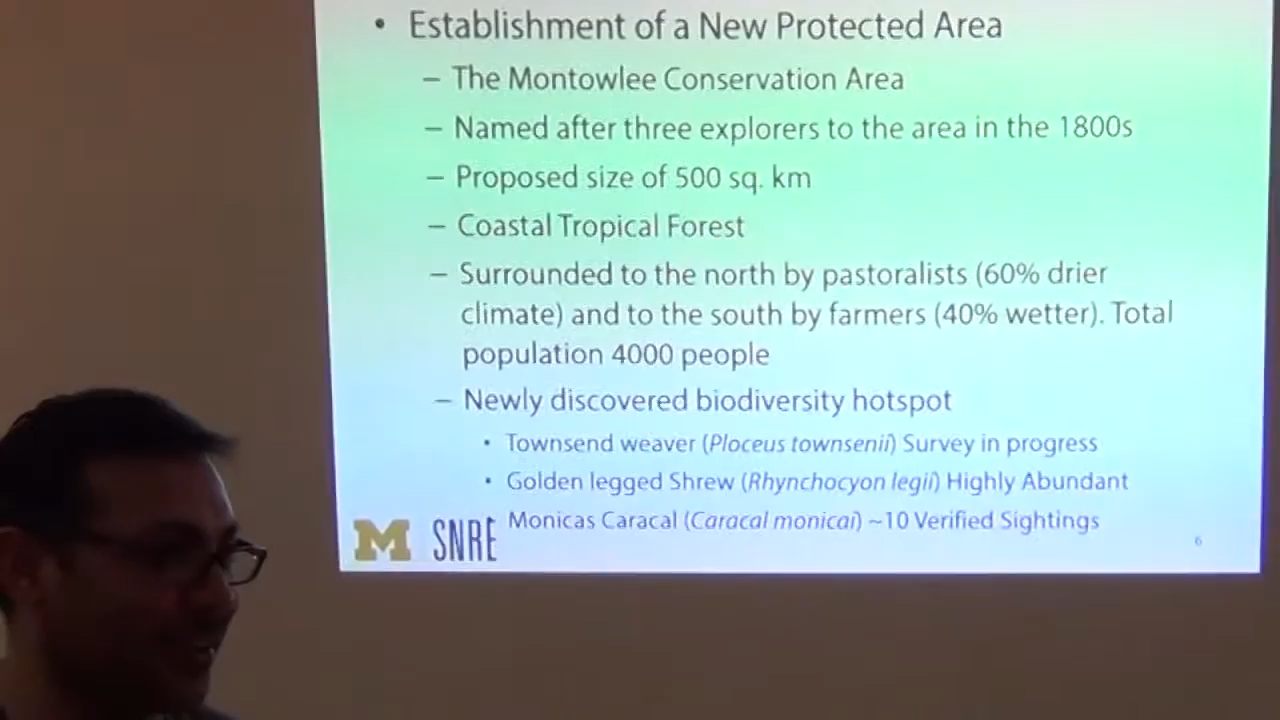 • Establishment of a New Protected Area
– The Montowlee Conservation Area
– Named after three explorers to the area in the 1800s
– Proposed size of 500 sq. km
– Coastal Tropical Forest
– Surrounded to the north by pastoralists (60% drier
climate) and to the south by farmers (40% wetter). Total
population 4000 people
– Newly discovered biodiversity hotspot
• Townsend weaver (Ploceus townsenii) Survey in progress
• Golden legged Shrew (Rhynchocyon legii) Highly Abundant
Monicas Caracal (Caracal monicai) ~10 Verified Sightings
M SNRE
6